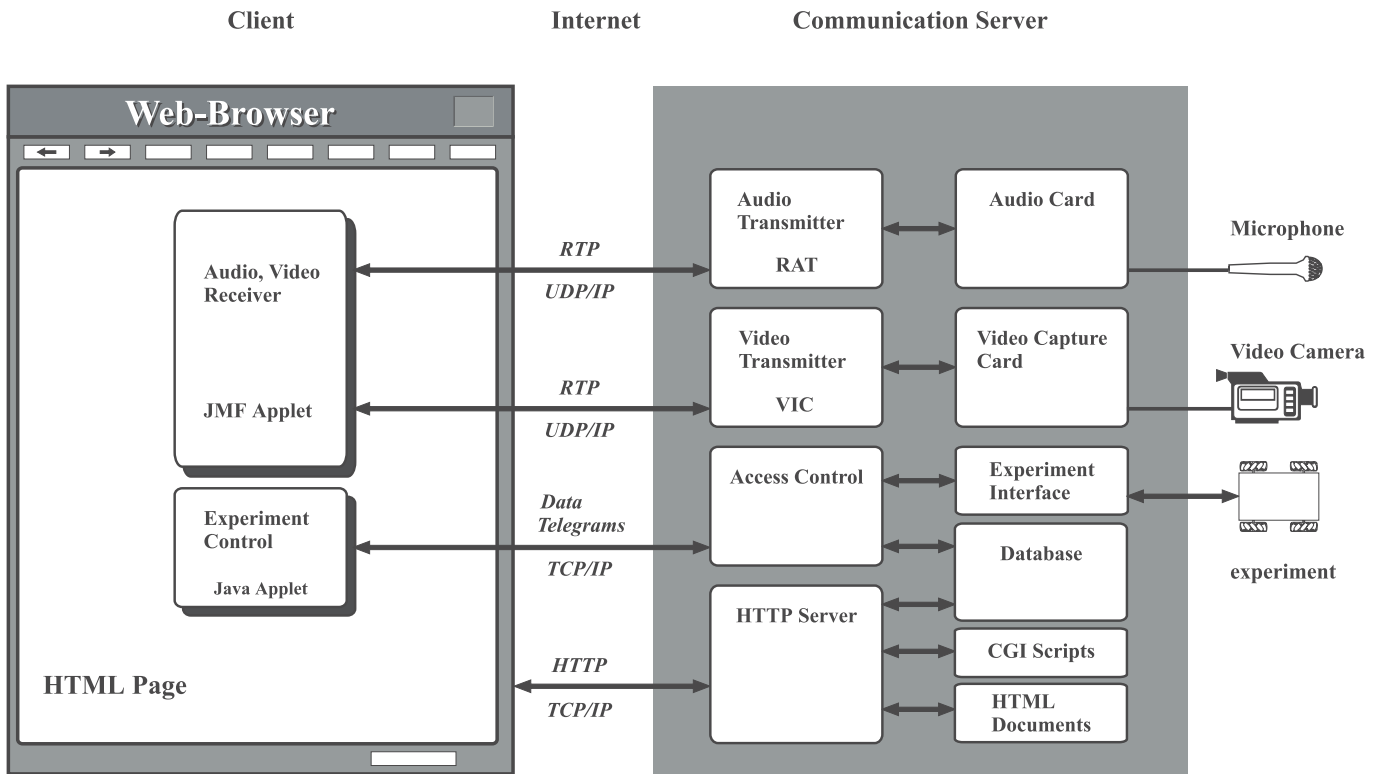 Client
Internet
Communication Server
Web-Browser
Audio, Video
Receiver
JMF Applet
Experiment
Control
Java Applet
HTML Page
RTP
UDP/IP
RTP
UDP/IP
Data
Telegrams
TCP/IP
HTTP
TCP/IP
Audio
Transmitter
RAT
Video
Transmitter
VIC
Access Control
HTTP Server
Audio Card
Video Capture
Card
Experiment
Interface
Database
CGI Scripts
HTML
Documents
Microphone
Video Camera
experiment